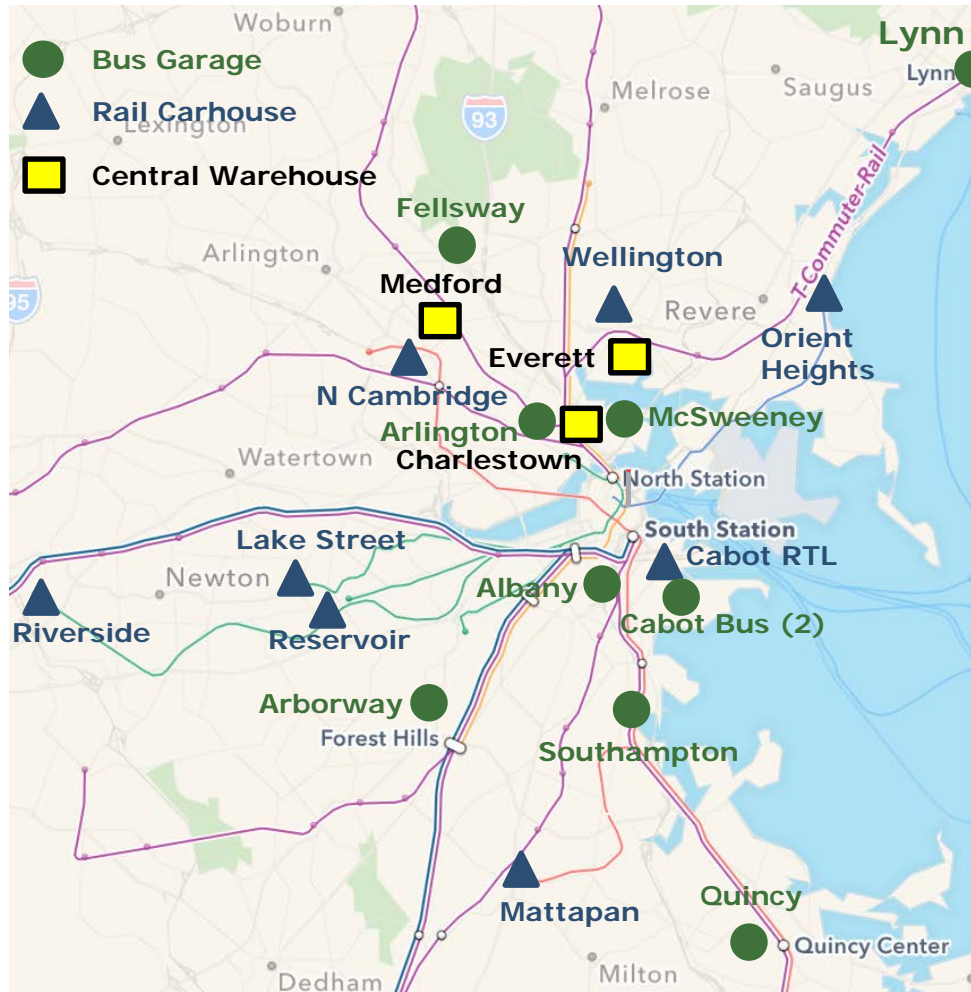 Woburn
Lynn
Bus Garage
Lynn
93
Melrose
Saugus
Rail Carhouse
Lexington
Central Warehouse
T-Commuter-Rail
Fellsway
Arlington
Wellington
Medford
95
Revere
Orient
Heights
Everett
N Cambridge
McSweeney
Arlington
Charlestown
Watertown
North Station
South Station
Lake Street
Cabot RTL
Newton
Albany
Cabot Bus (2)
Riverside
Reservoir
Arborway
Forest Hills
Southampton
Quincy
Mattapan
Quincy Center
Dedham
Milton